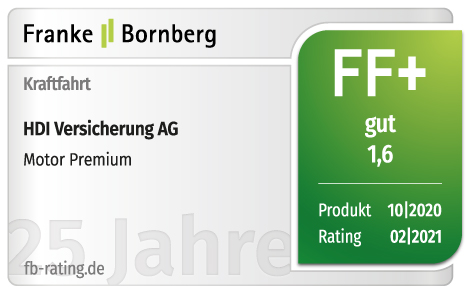 Franke Bornberg
Kraftfahrt
HDI Versicherung AG
Motor Premium
25 Jahre
fb-rating.de
FF+
gut
1,6
Produkt 10|2020
Rating 02|2021